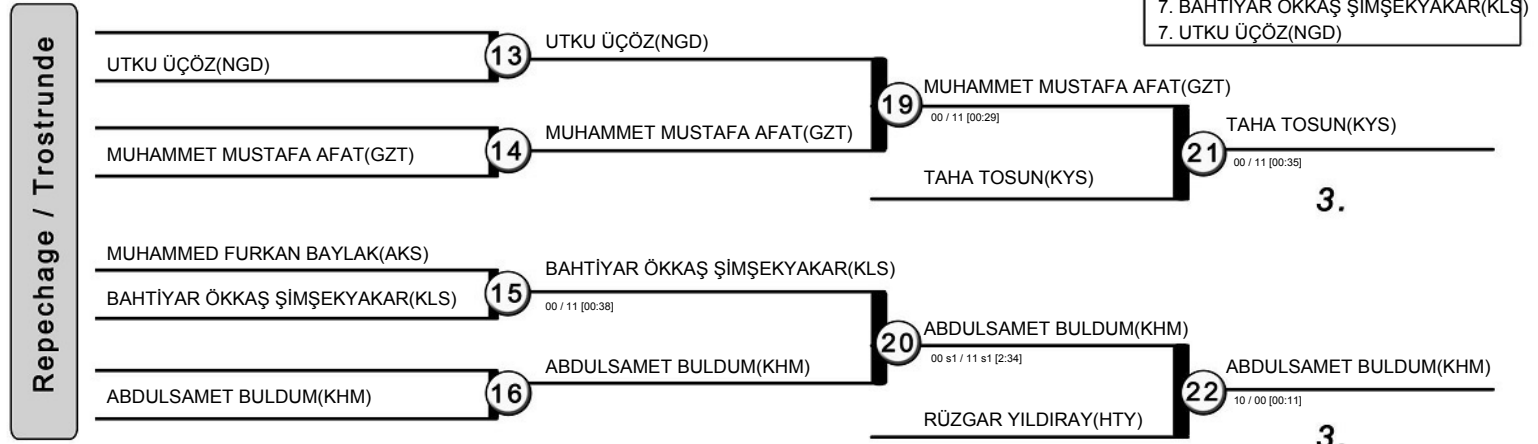 7. BAHTİYAR ÖKKAŞ ŞİMŞEKYAKAR(KLS)
7. UTKU ÜÇÖZ(NGD)
Repechage / Trostrunde
UTKU ÜÇÖZ(NGD)
13
UTKU ÜÇÖZ(NGD)
MUHAMMET MUSTAFA AFAT(GZT)
14
MUHAMMET MUSTAFA AFAT(GZT)
19
MUHAMMET MUSTAFA AFAT(GZT)
00 / 11 [00:29]
TAHA TOSUN(KYS)
21
TAHA TOSUN(KYS)
00 / 11 [00:35]
3.
MUHAMMED FURKAN BAYLAK(AKS)
BAHTİYAR ÖKKAŞ ŞİMŞEKYAKAR(KLS)
15
BAHTİYAR ÖKKAŞ ŞİMŞEKYAKAR(KLS)
00 / 11 [00:38]
ABDULSAMET BULDUM(KHM)
16
ABDULSAMET BULDUM(KHM)
20
ABDULSAMET BULDUM(KHM)
00 s1 / 11 s1 [2:34]
RÜZGAR YILDIRAY(HTY)
22
ABDULSAMET BULDUM(KHM)
10 / 00 [00:11]
3.